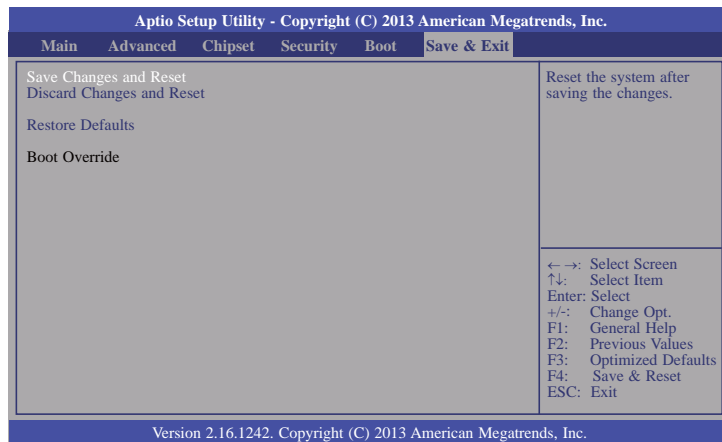 Aptio Setup Utility - Copyright (C) 2013 American Megatrends, Inc.
Main Advanced Chipset Security Boot Save & Exit
Save Changes and Reset
Discard Changes and Reset
Restore Defaults
Boot Override
Reset the system after
saving the changes.
←→: Select Screen
↑↓: Select Item
Enter: Select
+/-: Change Opt.
F1: General Help
F2: Previous Values
F3: Optimized Defaults
F4: Save & Reset
ESC: Exit
Version 2.16.1242. Copyright (C) 2013 American Megatrends, Inc.